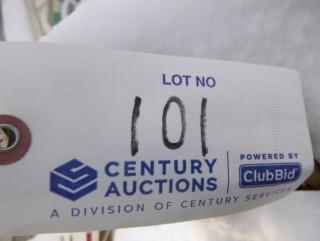 LOT NO
101
CENTURY AUCTIONS
POWERED BY
ClubBid
A DIVISION OF CENTURY SERVICES